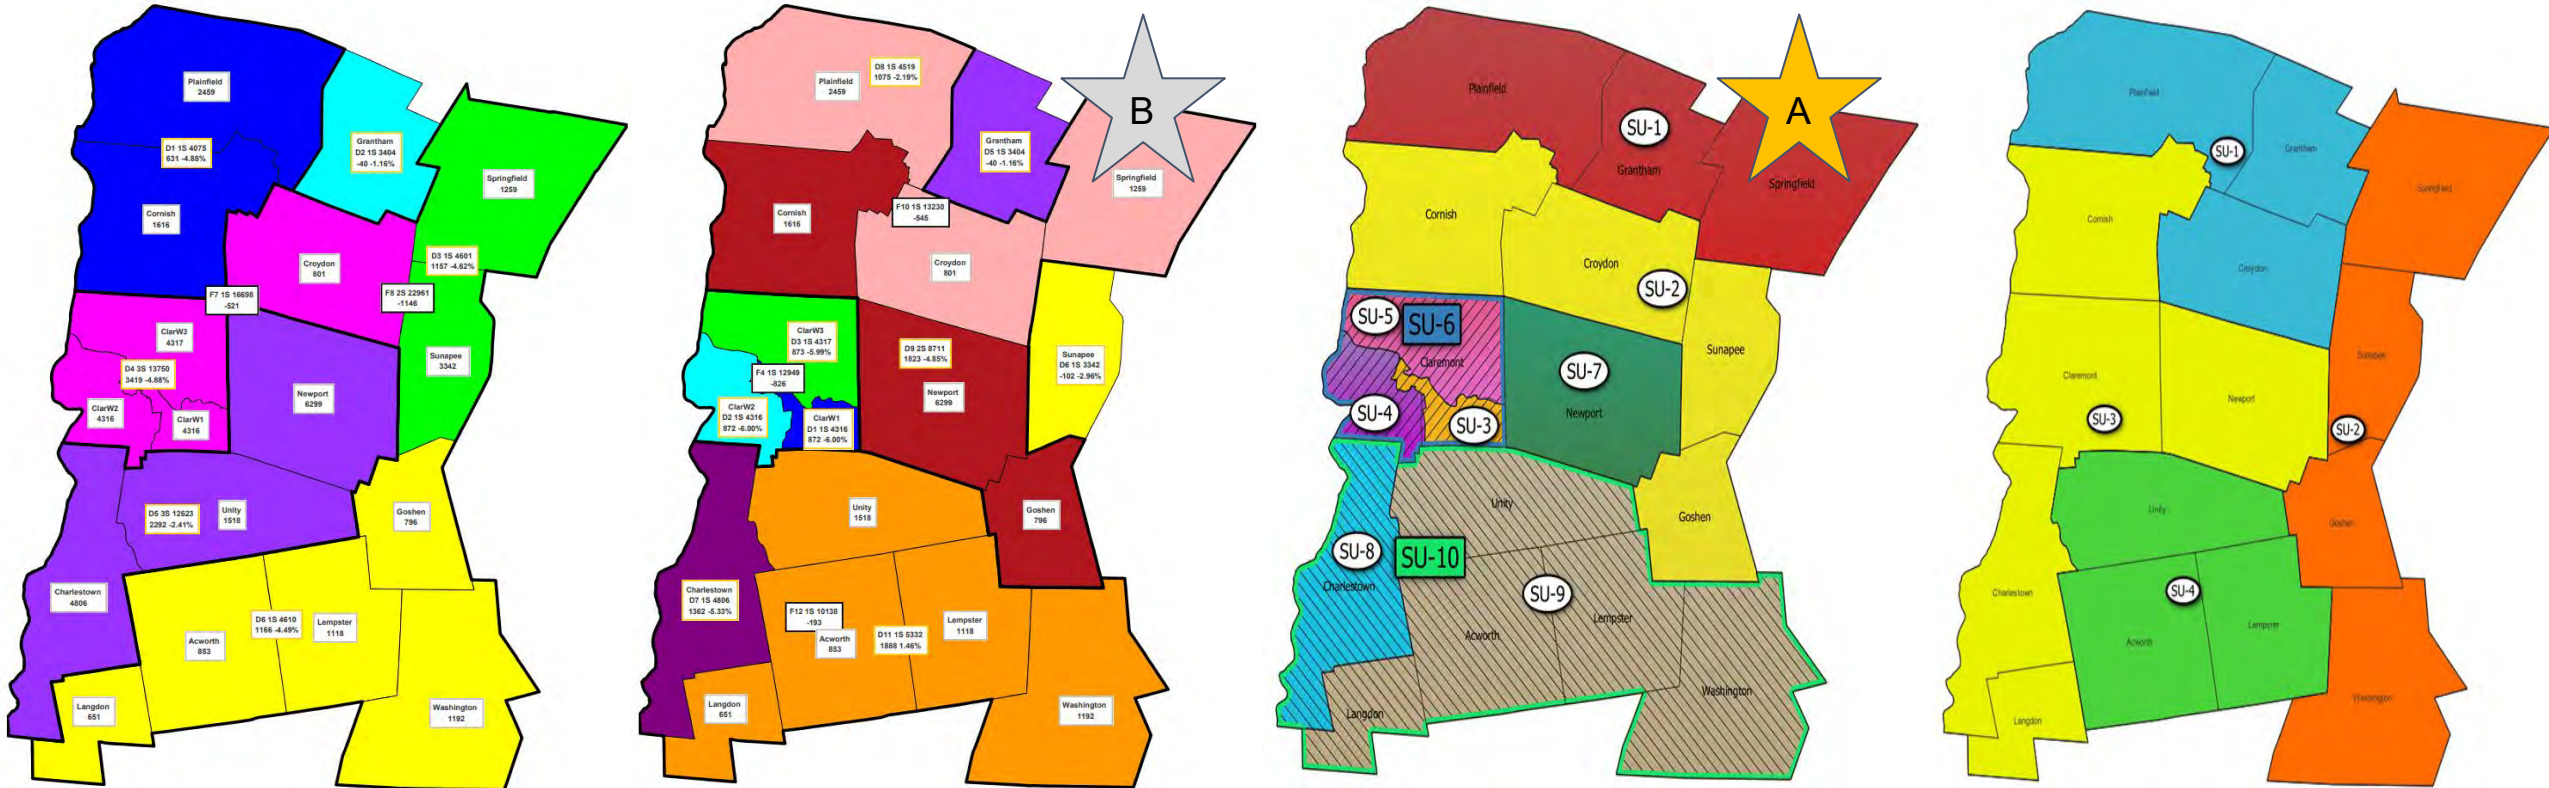 Plainfield
2459
D1 1S 4075
631 -4.88%
Grantham
D2 1S 3404
-40 -1.16%
Springfield
1259
Cornish
1616
Croydon
801
D3 1S 4601
1157 -4.62%
F7 1S 16698
-521
F8 2S 22961
-1146
ClarW3
4317
D4 3S 13750
3419 -4.88%
Sunapee
3342
ClarW2
4316
ClarW1
4316
Newport
6299
D5 3S 12623
2292 -2.41%
Unity
1518
Goshen
796
Charlestown
4806
D6 1S 4610
1166 -4.49%
Lempster
1118
Acworth
853
Langdon
651
Washington
1192
Plainfield
2459
D8 1S 4519
1075 -2.19%
B
Grantham
D5 1S 3404
-40 -1.16%
Springfield
1259
Cornish
1616
F10 1S 13230
-545
Croydon
801
ClarW3
D3 1S 4317
873 -5.99%
D9 2S 8711
1823 -4.85%
Sunapee
D6 1S 3342
-102 -2.96%
F4 1S 12949
-826
Newport
6299
ClarW2
D2 1S 4316
872 -6.00%
ClarW1
D1 1S 4316
872 -6.00%
Unity
1518
Goshen
796
Charlestown
D7 1S 4806
1362 -5.33%
F12 1S 10138
-193
Acworth
853
D11 1S 5332
1888 1.46%
Lempster
1118
Langdon
651
Washington
1192
Plainfield
A
SU-1
Grantham
Springfield
Cornish
Croydon
SU-2
SU-5
SU-6
Claremont
Sunapee
SU-7
Newport
SU-4
SU-3
Unity
Goshen
SU-8
SU-10
Charlestown
SU-9
Lempster
Acworth
Langdon
Washington
Plainfield
SU-1
Grantham
Springfield
Cornish
Croydon
Sunapee
Claremont
Newport
SU-3
SU-2
Unity
Goshen
Charlestown
SU-4
Lempster
Acworth
Langdon
Washington